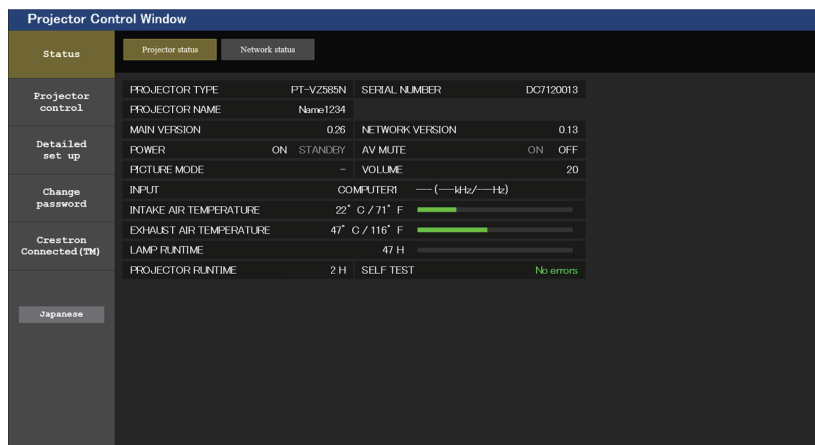 Projector Control Window
Status
Projector status
Network status
Projector
control
Detailed
set up
Change
password
Crestron
Connected(TM)
Japanese
PROJECTOR TYPE PT-VZ585N SERIAL NUMBER DC7120013
PROJECTOR NAME Name1234
MAIN VERSION 0.26 NETWORK VERSION 0.13
POWER ON STANDBY AV MUTE ON OFF
PICTURE MODE – VOLUME 20
INPUT COMPUTER1 ––(––kHz/––Hz)
INTAKE AIR TEMPERATURE 22° C / 71° F
EXHAUST AIR TEMPERATURE 47° C / 116° F
LAMP RUNTIME 47 H
PROJECTOR RUNTIME 2 H SELF TEST No errors